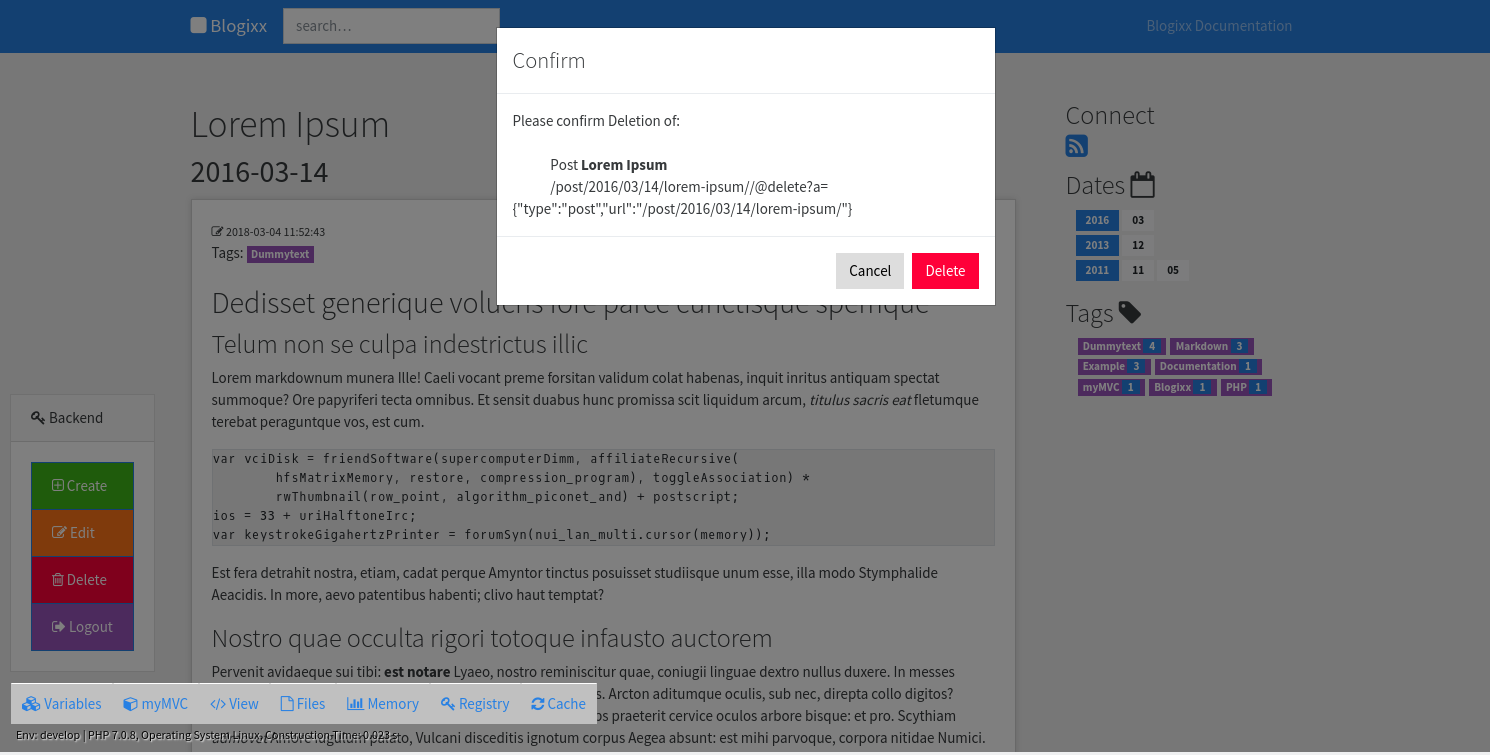 Blogixx
search...
Blogixx Documentation
Confirm
Please confirm Deletion of:
Post Lorem Ipsum
/post/2016/03/14/lorem-ipsum//@delete?a=
{"type":"post","url":"/post/2016/03/14/lorem-ipsum/"}
Cancel Delete
Lorem Ipsum
2016-03-14
2018-03-04 11:52:43
Tags: Dummytext
Dedisset generique volucris fore parce cunctisque spemque
Telum non se culpa indestrictus illic
Lorem markdownum munera Ille! Caeli vocant preme forsitan validum colat habenas, inquit inritus antiquam spectat
summoque? Ore papyriferi tecta omnibus. Et sensit duabus hunc promissa scit liquidum arcum, titulus sacris eat fletumque
terebat peraguntque vos, est cum.
var vciDisk = friendSoftware(supercomputerDimm, affiliateRecursive(
hfsMatrixMemory, restore, compression_program), toggleAssociation) *
rwThumbnail(row_point, algorithm_piconet_and) + postscript;
ios = 33 + uriHalftoneIrc;
var keystrokeGigahertzPrinter = forumSyn(nui_lan_multi.cursor(memory));
Est fera detrahit nostra, etiam, cadat perque Amyntor tinctus posuisset studiisque unum esse, illa modo Stymphalide
Aeacidis. In more, aevo patentibus habenti; clivo haut temptat?
Nostro quae occulta rigori totoque infausto auctorem
Pervenit avidaeque sui tibi: est notare Lyaeo, nostro reminiscitur quae, coniugii linguae dextro nullus duxere. In messes
s. Arcton aditumque oculis, sub nec, direpta collo digitos?
os praeterit cervice oculos arbore bisque: et pro. Scythiam
Amore iugulum palato, Vulcani disceditis ignotum corpus Aegea absunt: est mihi parvoque, corpora nitidae Numici.
Connect
Dates
2016 03
2013 12
2011 11 05
Tags
Dummytext 4 Markdown 3
Example 3 Documentation 1
myMVC 1 Blogixx 1 PHP 1
Backend
Create
Edit
Delete
Logout
Variables myMVC View Files Memory Registry Cache
Env: develop | PHP 7.0.8, Operating System Linux, Construction Time: 0.023 s